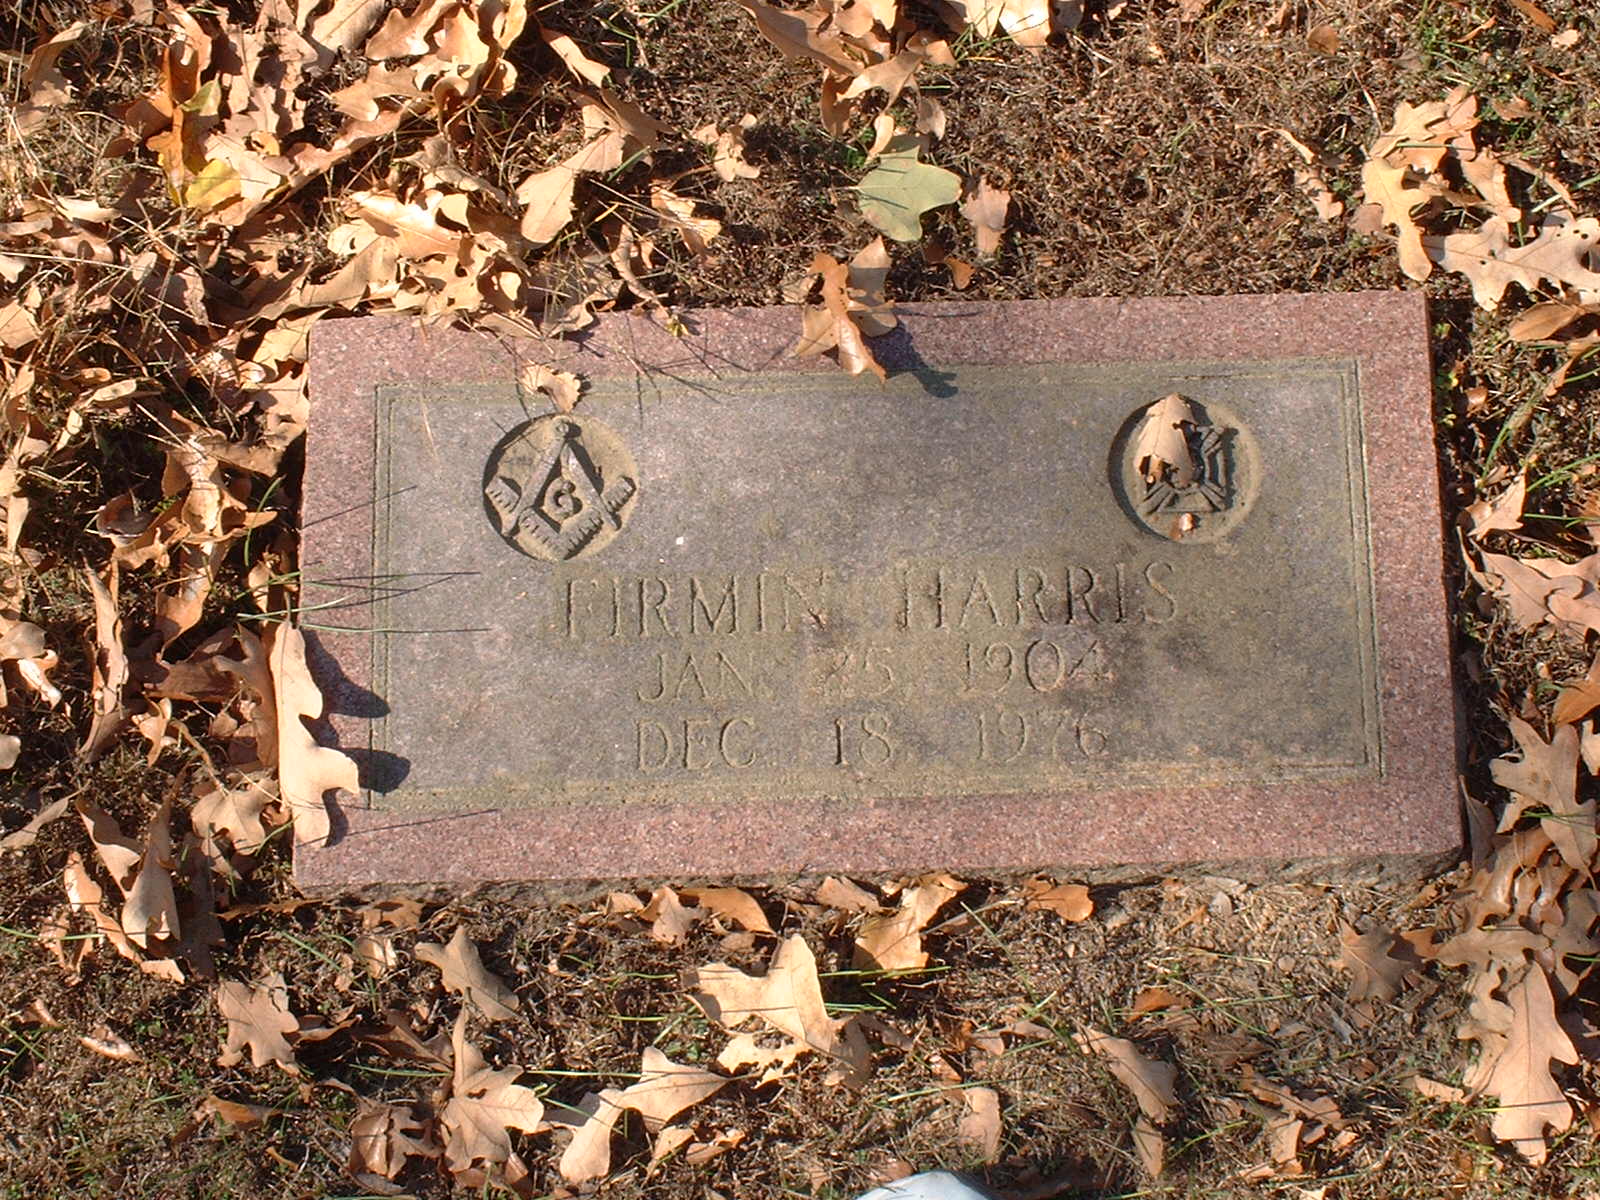 G
FIRMIN HARRIS
JAN. 25, 1904
DEC. 18, 1976